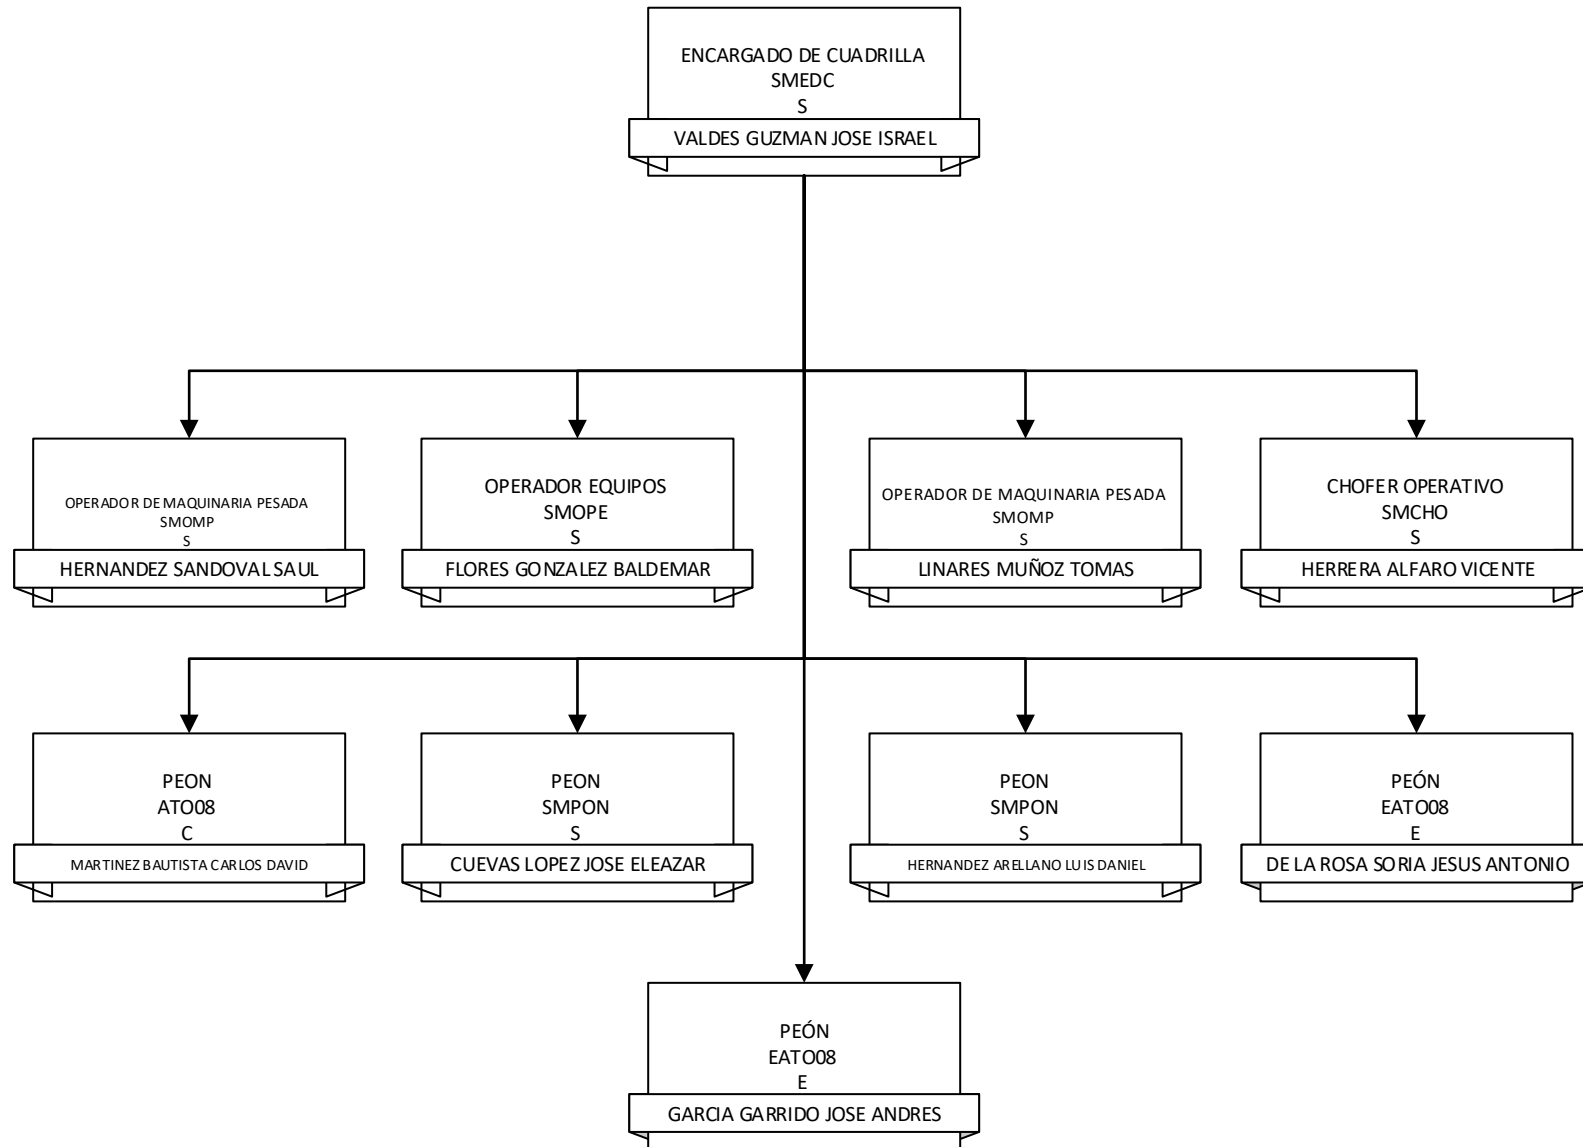 ENCARGADO DE CUADRILLA
SMEDC
S
VALDES GUZMAN JOSE ISRAEL
OPERADOR DE MAQUINARIA PESADA
SMOMP
S
HERNANDEZ SANDOVAL SAUL
OPERADOR EQUIPOS
SMOPE
S
FLORES GONZALEZ BALDEMAR
OPERADOR DE MAQUINARIA PESADA
SMOMP
S
LINARES MUÑOZ TOMAS
CHOFER OPERATIVO
SMCHO
S
HERRERA ALFARO VICENTE
PEON
ATO08
C
MARTINEZ BAUTISTA CARLOS DAVID
PEON
SMPON
S
CUEVAS LOPEZ JOSE ELEAZAR
PEON
SMPON
S
HERNANDEZ ARELLANO LUIS DANIEL
PEÓN
EATO08
E
DE LA ROSA SORIA JESUS ANTONIO
PEÓN
EATO08
E
GARCIA GARRIDO JOSE ANDRES